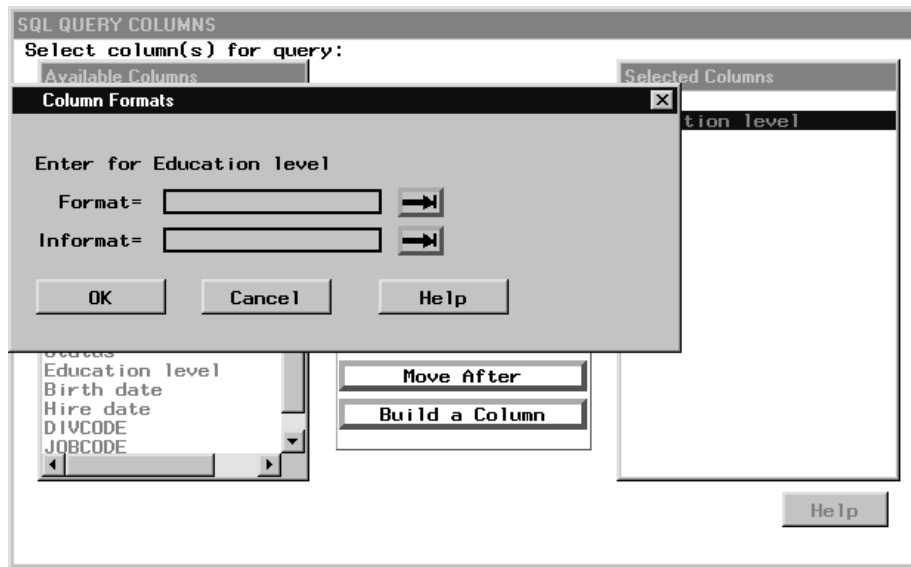 SQL QUERY COLUMNS
Select column(s) for query:
Available Columns
Selected Columns
Column Formats
tion level
Enter for Education level
Format=
Informat=
OK Cancel Help
Status
Education level
Birth date
Hire date
DIVCODE
JOBCODE
Move After
Build a Column
Help